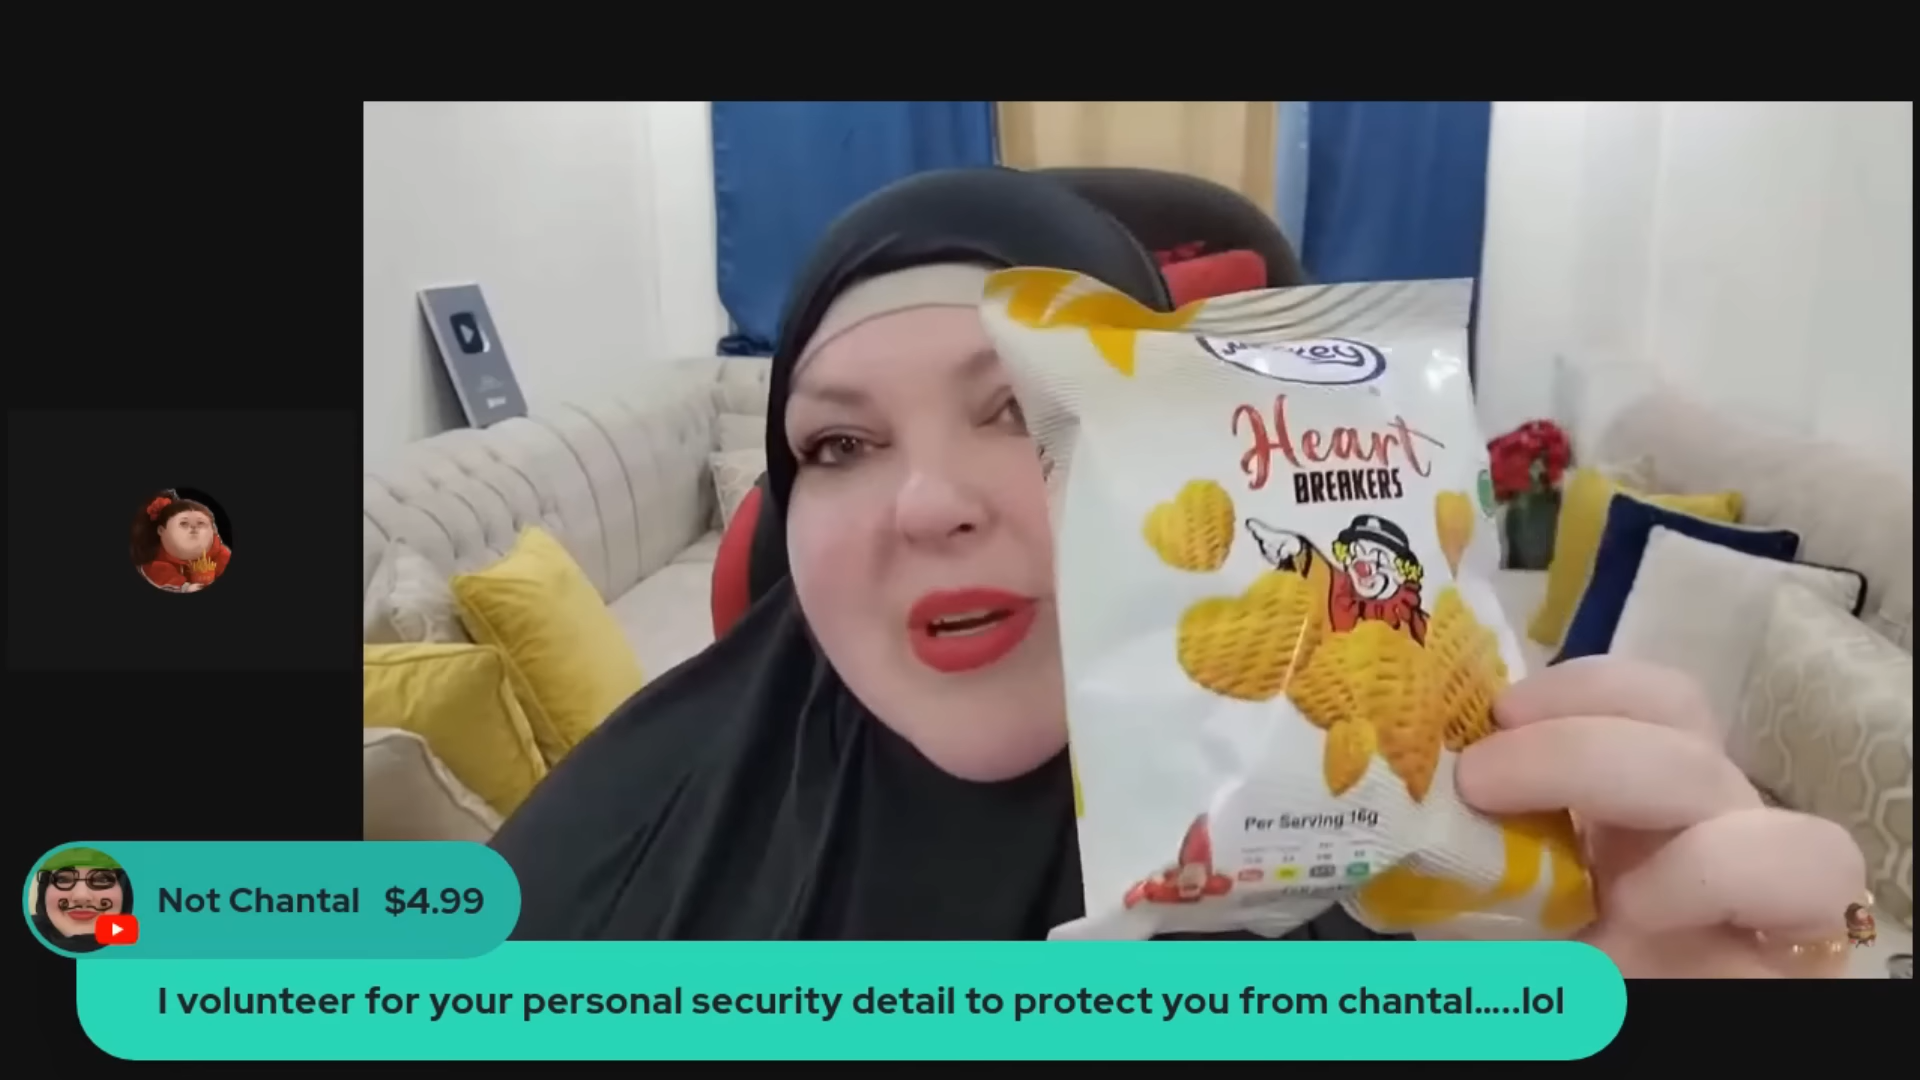 Heart
BREAKERS
Per Serving 16g
Not Chantal $4.99
I volunteer for your personal security detail to protect you from chantal.....lol